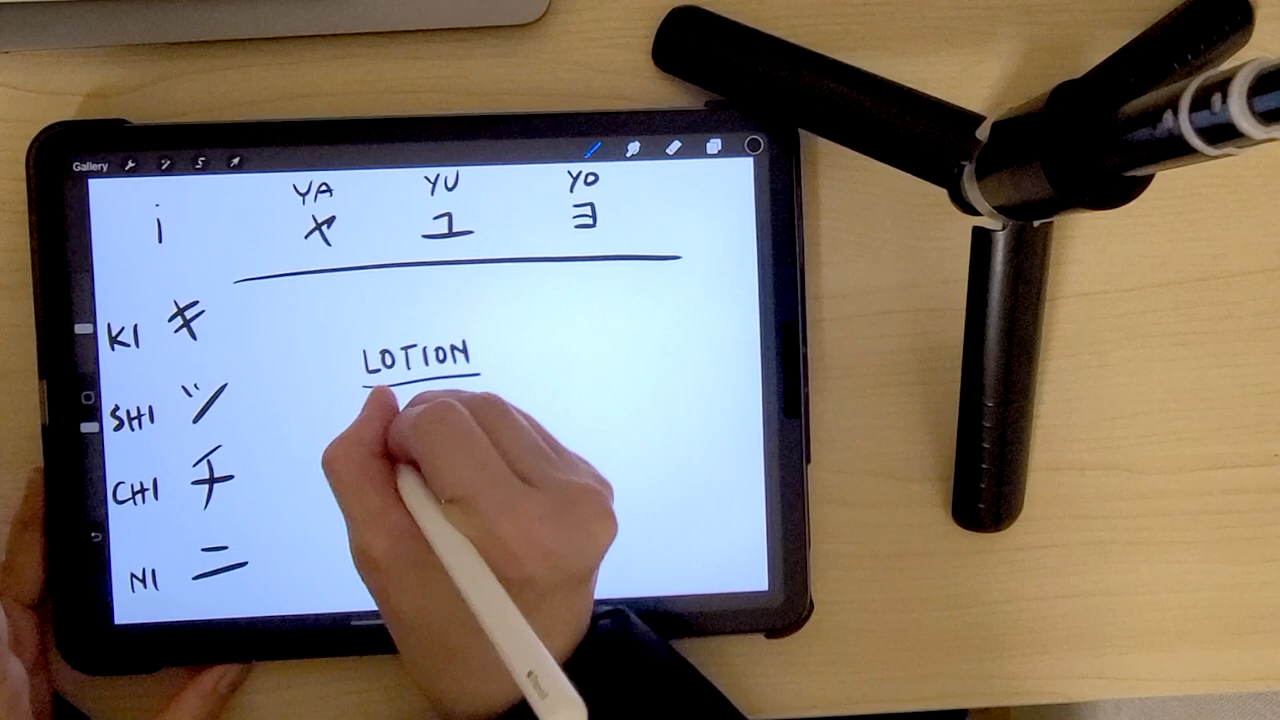 Gallery
YA YU YO
i ャ ュ ョ
KI キ
LOTION
SHI シ
CHI チ
NI ニ